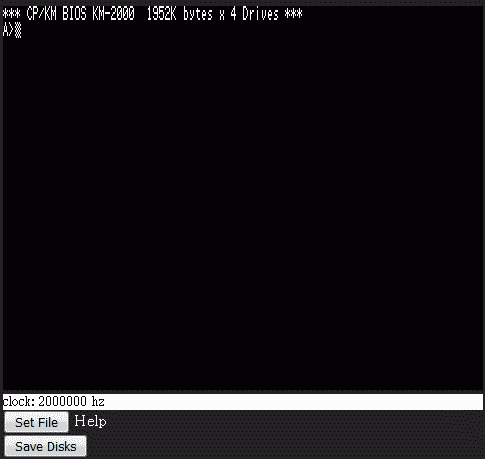 *** CP/KM BIOS KM-2000  1952K bytes x 4 Drives ***
A>
clock: 2000000 hz
Set File Help
Save Disks